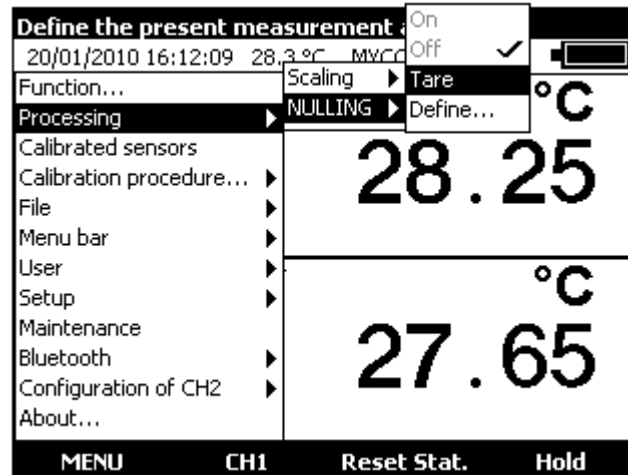 Define the present measurement
20/01/2010 16:12:09 28.3 °C
On
Off
Tare
Define...
Scaling
NULLING
Function...
Processing
Calibrated sensors
Calibration procedure...
File
Menu bar
User
Setup
Maintenance
Bluetooth
Configuration of CH2
About...
°C
28.25
°C
27.65
MENU CH1 Reset Stat. Hold